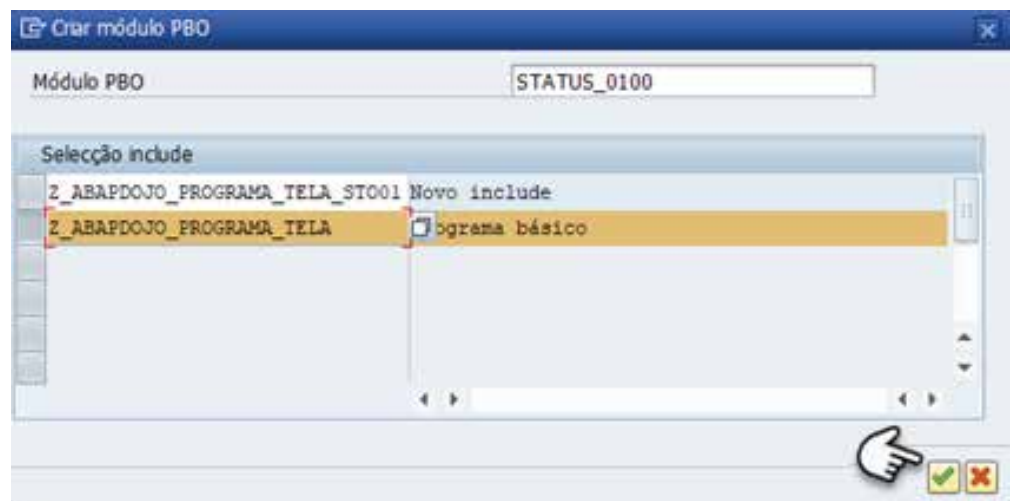 Criar módulo PBO
Módulo PBO STATUS_0100
Selecção include
Z_ABAPDOJO_PROGRAMA_TELA_STO01 Novo include
Z_ABAPDOJO_PROGRAMA_TELA ograma básico